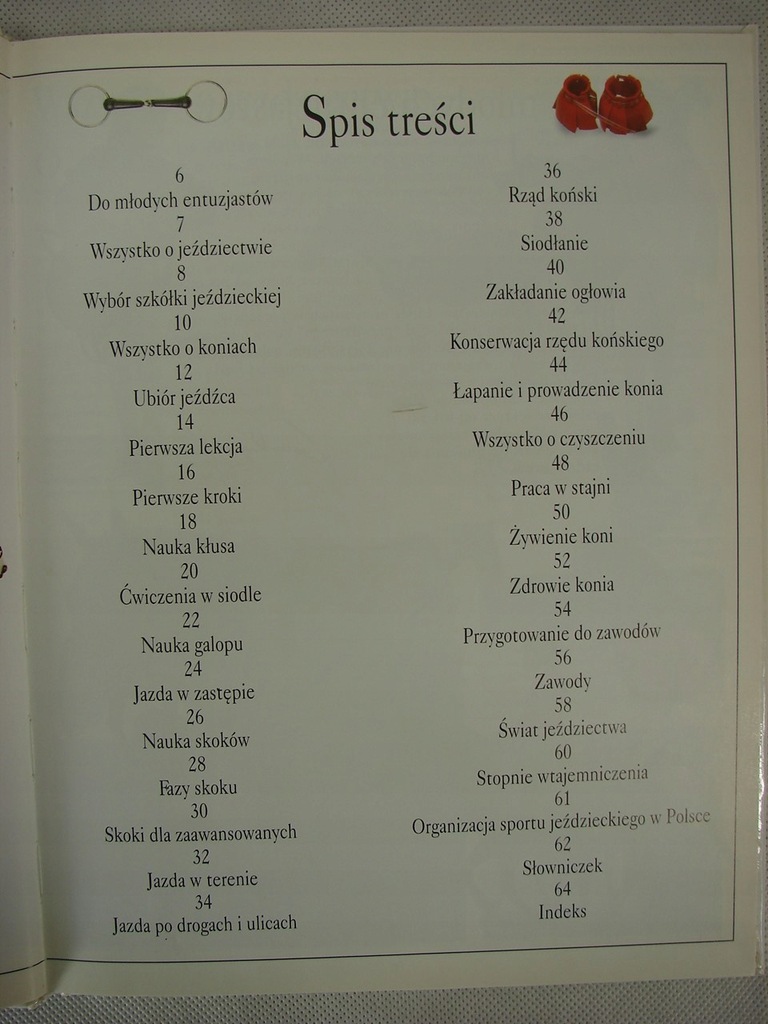 Spis treści
6
Do młodych entuzjastów
7
Wszystko o jeździectwie
8
Wybór szkółki jeździeckiej
10
Wszystko o koniach
12
Ubiór jeźdźca
14
Pierwsza lekcja
16
Pierwsze kroki
18
Nauka kłusa
20
Ćwiczenia w siodle
22
Nauka galopu
24
Jazda w zastępie
26
Nauka skoków
28
Fazy skoku
30
Skoki dla zaawansowanych
32
Jazda w terenie
34
Jazda po drogach i ulicach
36
Rząd koński
38
Siodłanie
40
Zakładanie ogłowia
42
Konserwacja rzędu końskiego
44
Łapanie i prowadzenie konia
46
Wszystko o czyszczeniu
48
Praca w stajni
50
Żywienie koni
52
Zdrowie konia
54
Przygotowanie do zawodów
56
Zawody
58
Świat jeździectwa
60
Stopnie wtajemniczenia
61
Organizacja sportu jeździeckiego w Polsce
62
Słowniczek
64
Indeks